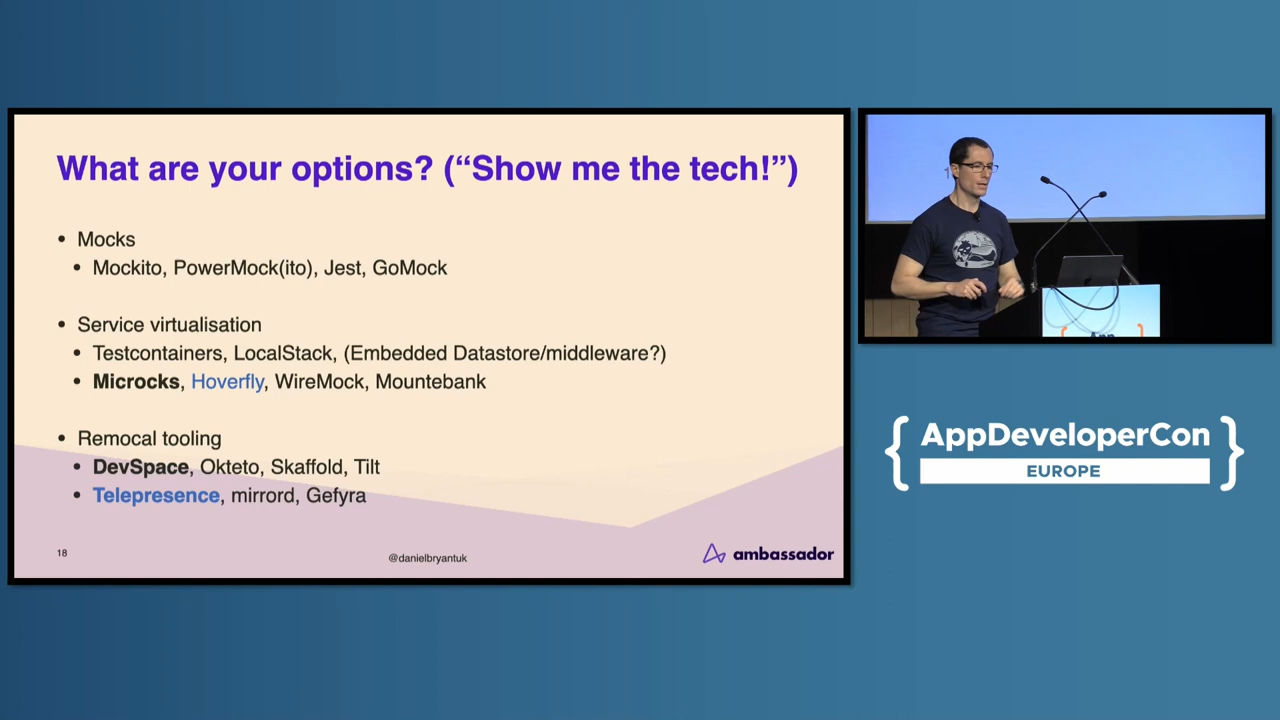 What are your options? (“Show me the tech!”)
• Mocks
• Mockito, PowerMock(ito), Jest, GoMock
• Service virtualisation
• Testcontainers, LocalStack, (Embedded Datastore/middleware?)
• Microcks, Hoverfly, WireMock, Mountebank
• Remocal tooling
• DevSpace, Okteto, Skaffold, Tilt
• Telepresence, mirrord, Gefyra
18
@danielbryantuk
ambassador
{ AppDeveloperCon }
EUROPE